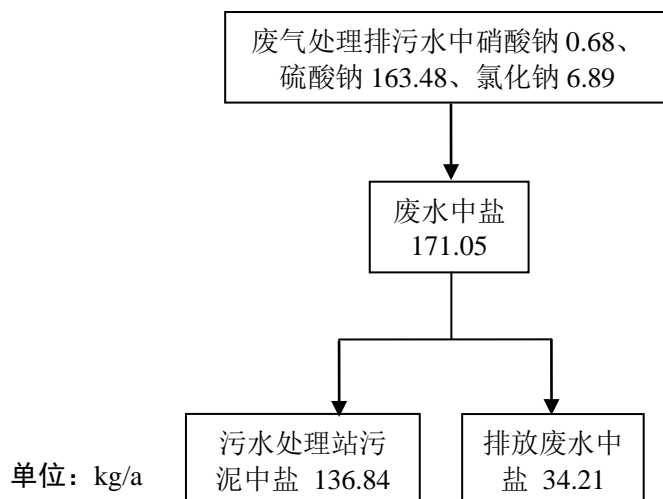 废气处理排污水中硝酸钠 0.68、
硫酸钠 163.48、氯化钠 6.89
废水中盐
171.05
污水处理站污
泥中盐 136.84
排放废水中
盐 34.21
单位：kg/a